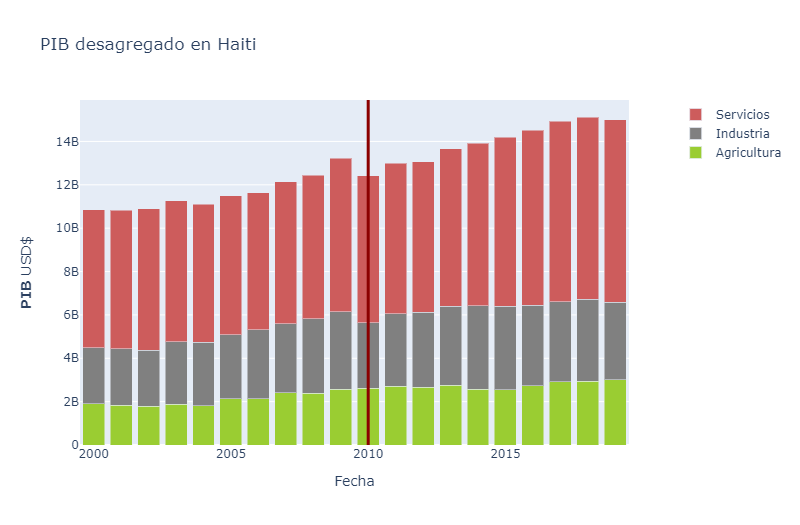 PIB desagregado en Haiti
Servicios
Industria
Agricultura
14B
12B
10B
8B
6B
4B
2B
0
PIB USD$
2000
2005
2010
2015
Fecha